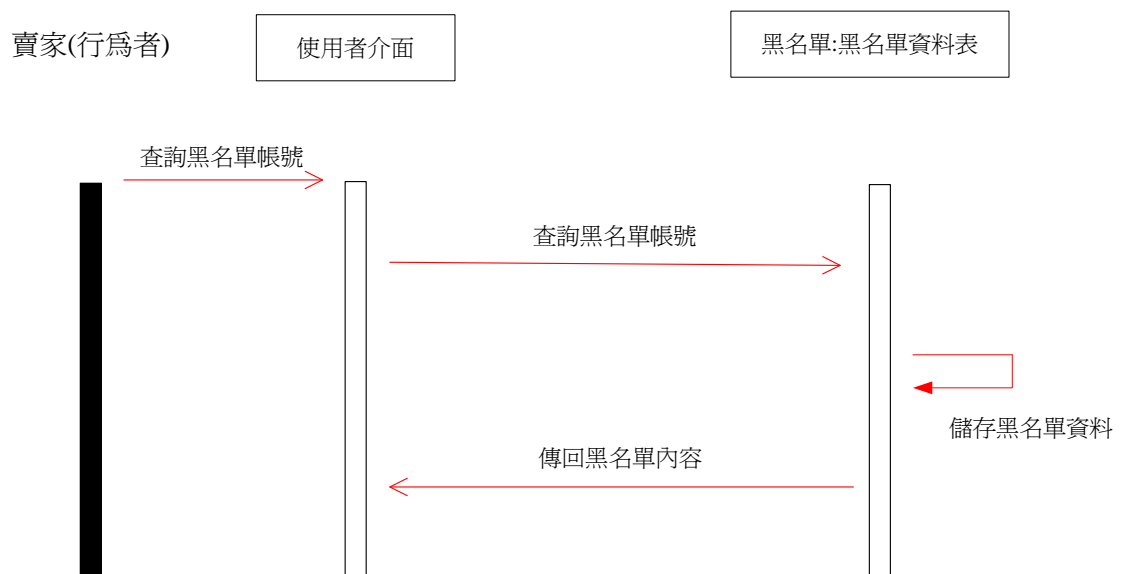 賣家(行為者)
使用者介面
黑名單:黑名單資料表
查詢黑名單帳號
查詢黑名單帳號
儲存黑名單資料
傳回黑名單內容